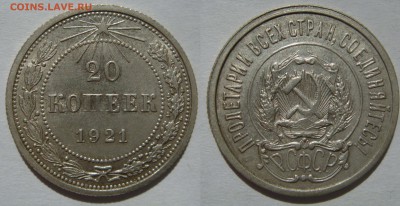 COINS.LAVE.RU
20
КОПЕЕК
1921
ПРОЛЕТАРИИ ВСЕХ СТРАН, СОЕДИНЯЙТЕСЬ!
Р.С.Ф.С.Р.